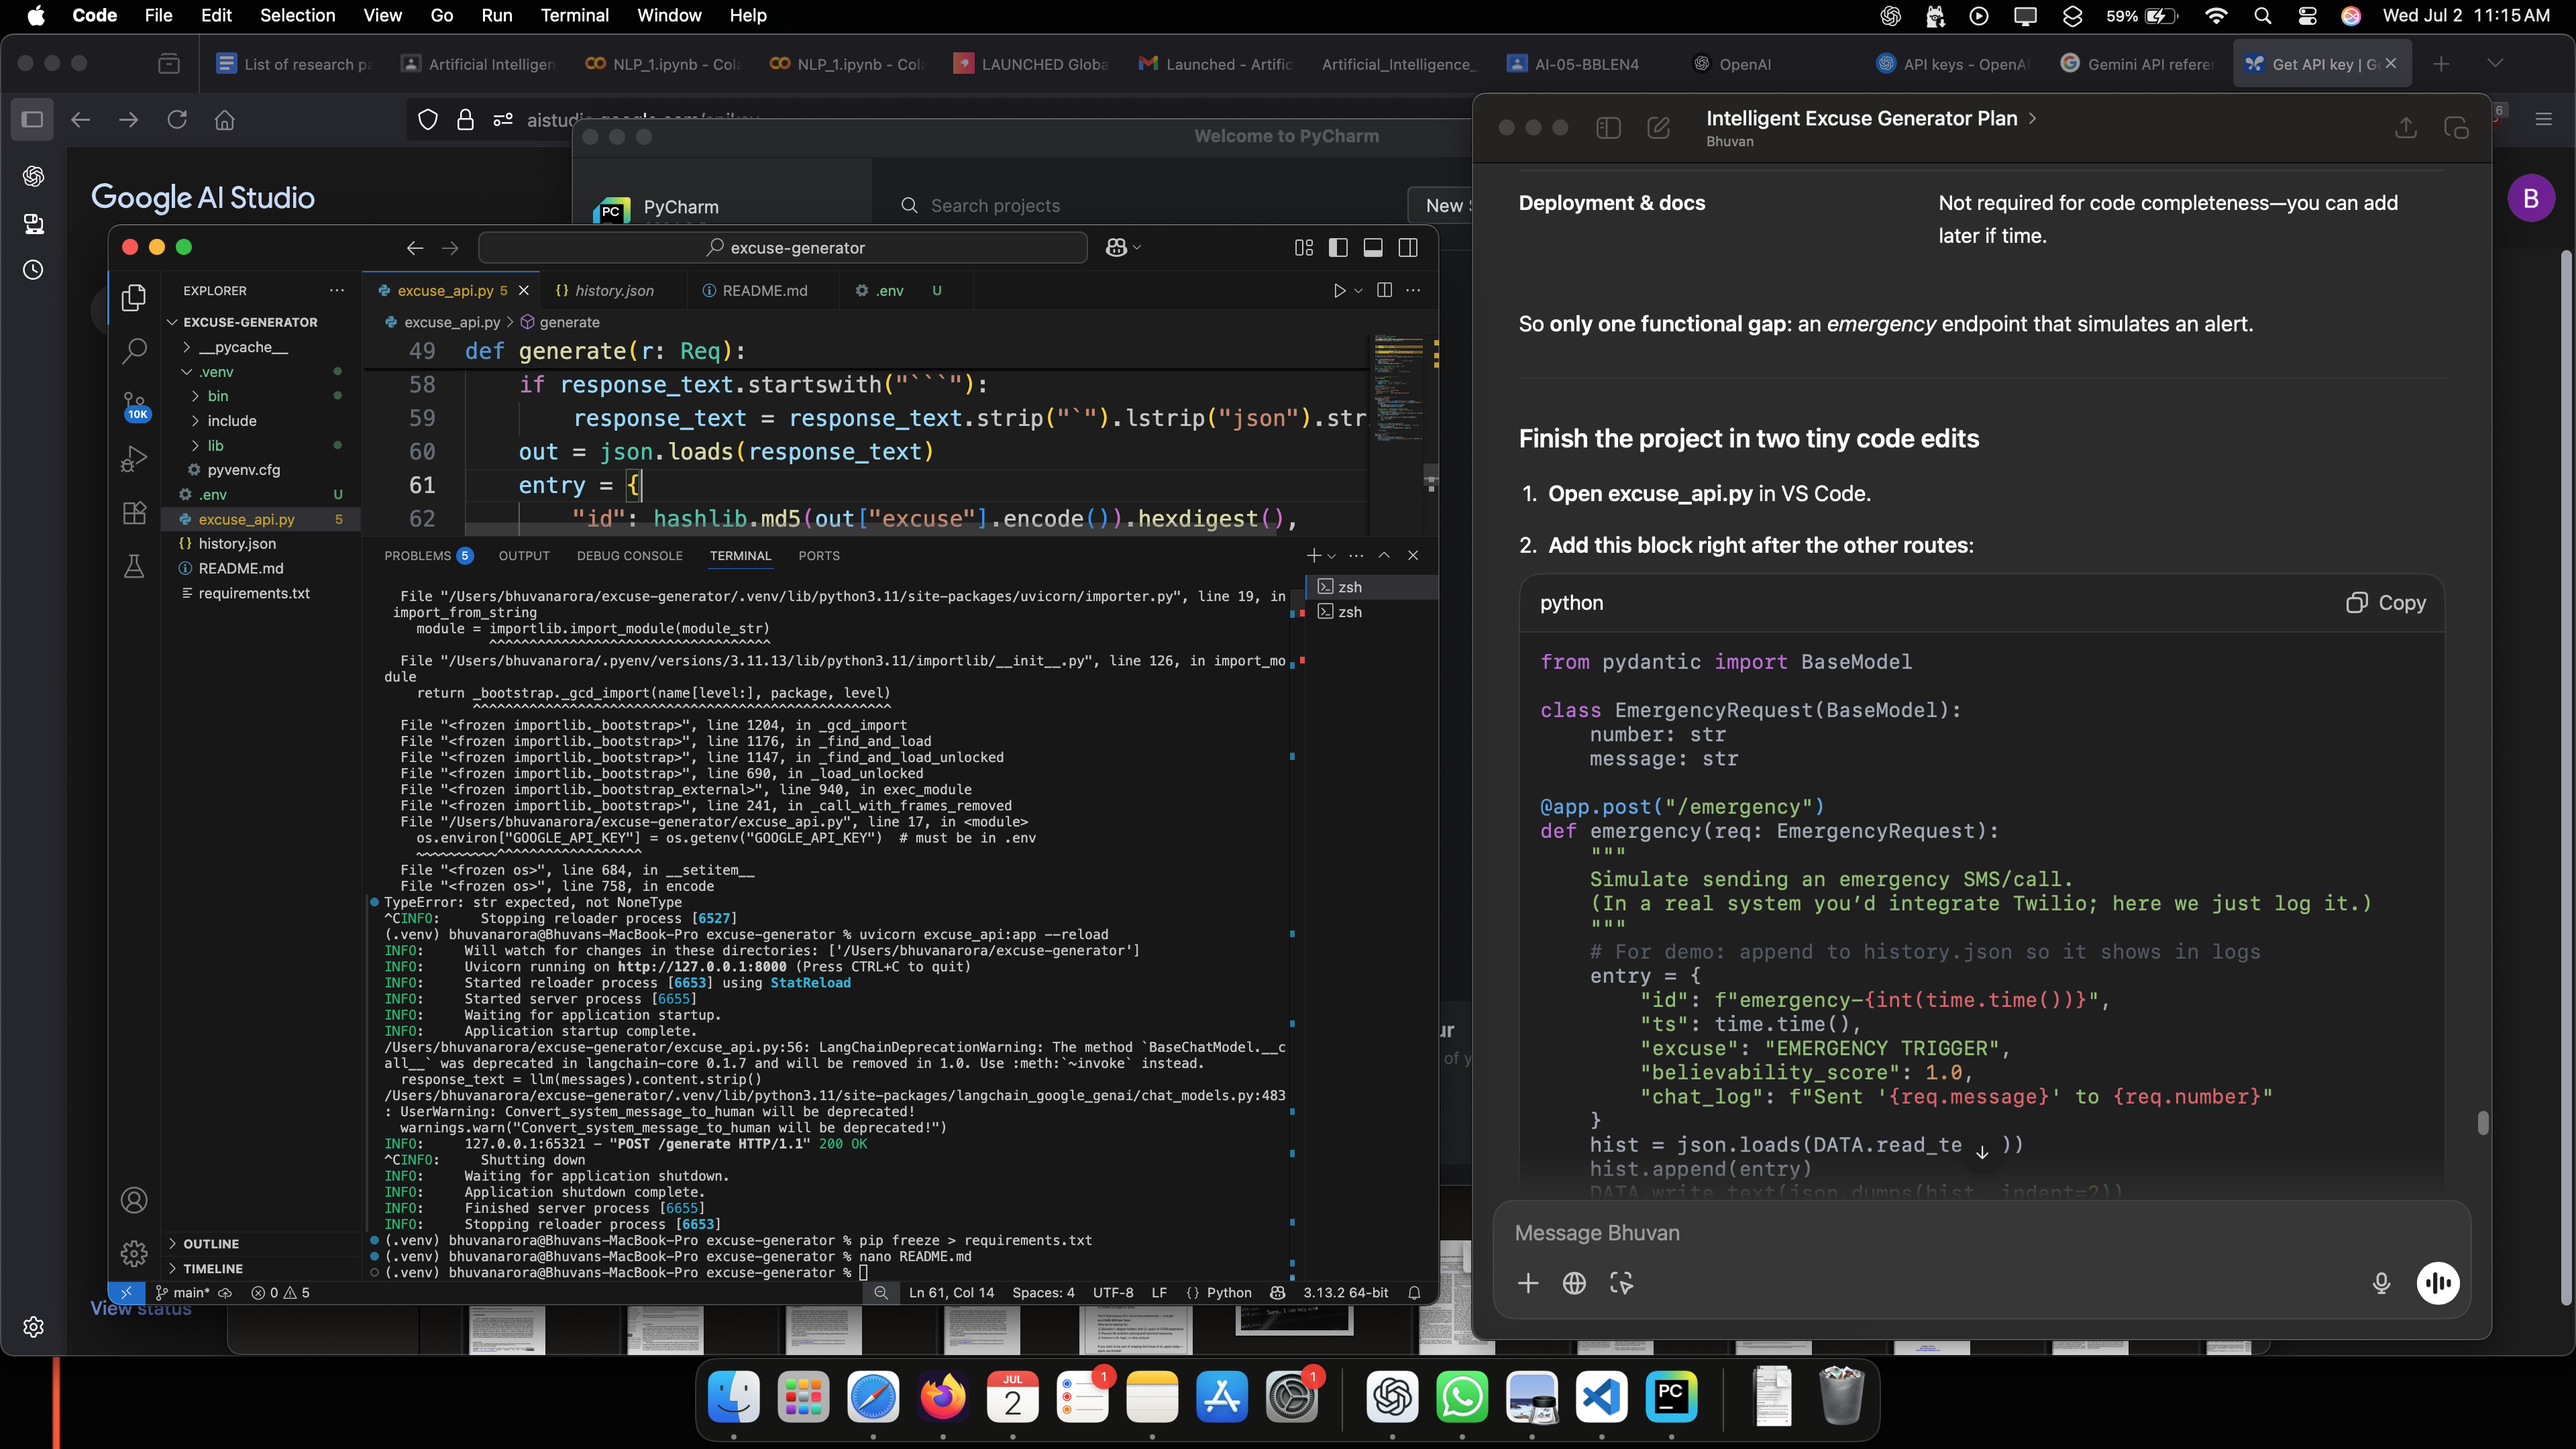 Code File Edit Selection View Go Run Terminal Window Help
59% Wed Jul 2 11:15 AM
List of research pa
Artificial Intelligen
NLP_1.ipynb - Cola
NLP_1.ipynb - Cola
LAUNCHED Globa
Launched - Artific
Artificial_Intelligence_
AI-05-BBLEN4
OpenAI
API keys - OpenAI
Gemini API referen
Get API key | G
Google AI Studio
View status
B
6
Welcome to PyCharm
PC
PyCharm
Search projects
New
excuse-generator
EXPLORER
EXCUSE-GENERATOR
__pycache__
.venv
bin
include
lib
pyvenv.cfg
.env U
excuse_api.py 5
history.json
README.md
requirements.txt
OUTLINE
TIMELINE
10K
excuse_api.py 5
{} history.json
README.md
.env U
excuse_api.py > generate
49 def generate(r: Req):
58 if response_text.startswith("```"):
59 response_text = response_text.strip("`").lstrip("json").str
60 out = json.loads(response_text)
61 entry = {
62 "id": hashlib.md5(out["excuse"].encode()).hexdigest(),
PROBLEMS 5 OUTPUT DEBUG CONSOLE TERMINAL PORTS
zsh
zsh
File "/Users/bhuvanarora/excuse-generator/.venv/lib/python3.11/site-packages/uvicorn/importer.py", line 19, in
import_from_string
module = importlib.import_module(module_str)
^^^^^^^^^^^^^^^^^^^^^^^^^^^^^^^^^^^
File "/Users/bhuvanarora/.pyenv/versions/3.11.13/lib/python3.11/importlib/__init__.py", line 126, in import_mo
dule
return _bootstrap._gcd_import(name[level:], package, level)
^^^^^^^^^^^^^^^^^^^^^^^^^^^^^^^^^^^^^^^^^^^^^^^^^^^^
File "<frozen importlib._bootstrap>", line 1204, in _gcd_import
File "<frozen importlib._bootstrap>", line 1176, in _find_and_load
File "<frozen importlib._bootstrap>", line 1147, in _find_and_load_unlocked
File "<frozen importlib._bootstrap>", line 690, in _load_unlocked
File "<frozen importlib._bootstrap_external>", line 940, in exec_module
File "<frozen importlib._bootstrap>", line 241, in _call_with_frames_removed
File "/Users/bhuvanarora/excuse-generator/excuse_api.py", line 17, in <module>
os.environ["GOOGLE_API_KEY"] = os.getenv("GOOGLE_API_KEY")  # must be in .env
~~~~~~~~~~^^^^^^^^^^^^^^^^^^
File "<frozen os>", line 684, in __setitem__
File "<frozen os>", line 758, in encode
TypeError: str expected, not NoneType
^CINFO: Stopping reloader process [6527]
(.venv) bhuvanarora@Bhuvans-MacBook-Pro excuse-generator % uvicorn excuse_api:app --reload
INFO: Will watch for changes in these directories: ['/Users/bhuvanarora/excuse-generator']
INFO: Uvicorn running on http://127.0.0.1:8000 (Press CTRL+C to quit)
INFO: Started reloader process [6653] using StatReload
INFO: Started server process [6655]
INFO: Waiting for application startup.
INFO: Application startup complete.
/Users/bhuvanarora/excuse-generator/excuse_api.py:56: LangChainDeprecationWarning: The method `BaseChatModel.__c
all__` was deprecated in langchain-core 0.1.7 and will be removed in 1.0. Use :meth:`~invoke` instead.
response_text = llm(messages).content.strip()
/Users/bhuvanarora/excuse-generator/.venv/lib/python3.11/site-packages/langchain_google_genai/chat_models.py:483
: UserWarning: Convert_system_message_to_human will be deprecated!
warnings.warn("Convert_system_message_to_human will be deprecated!")
INFO: 127.0.0.1:65321 - "POST /generate HTTP/1.1" 200 OK
^CINFO: Shutting down
INFO: Waiting for application shutdown.
INFO: Application shutdown complete.
INFO: Finished server process [6655]
INFO: Stopping reloader process [6653]
(.venv) bhuvanarora@Bhuvans-MacBook-Pro excuse-generator % pip freeze > requirements.txt
(.venv) bhuvanarora@Bhuvans-MacBook-Pro excuse-generator % nano README.md
(.venv) bhuvanarora@Bhuvans-MacBook-Pro excuse-generator %
main* 0 5 Ln 61, Col 14 Spaces: 4 UTF-8 LF {} Python 3.13.2 64-bit
Intelligent Excuse Generator Plan >
Bhuvan
Deployment & docs
Not required for code completeness—you can add
later if time.
So only one functional gap: an emergency endpoint that simulates an alert.
Finish the project in two tiny code edits
1. Open excuse_api.py in VS Code.
2. Add this block right after the other routes:
python Copy
from pydantic import BaseModel
class EmergencyRequest(BaseModel):
number: str
message: str
@app.post("/emergency")
def emergency(req: EmergencyRequest):
"""
Simulate sending an emergency SMS/call.
(In a real system you'd integrate Twilio; here we just log it.)
"""
# For demo: append to history.json so it shows in logs
entry = {
"id": f"emergency-{int(time.time())}",
"ts": time.time(),
"excuse": "EMERGENCY TRIGGER",
"believability_score": 1.0,
"chat_log": f"Sent '{req.message}' to {req.number}"
}
hist = json.loads(DATA.read_te ))
hist.append(entry)
DATA.write_text(json.dumps(hist, indent=2))
Message Bhuvan
ur
of y
JUL
2
1
1
PC